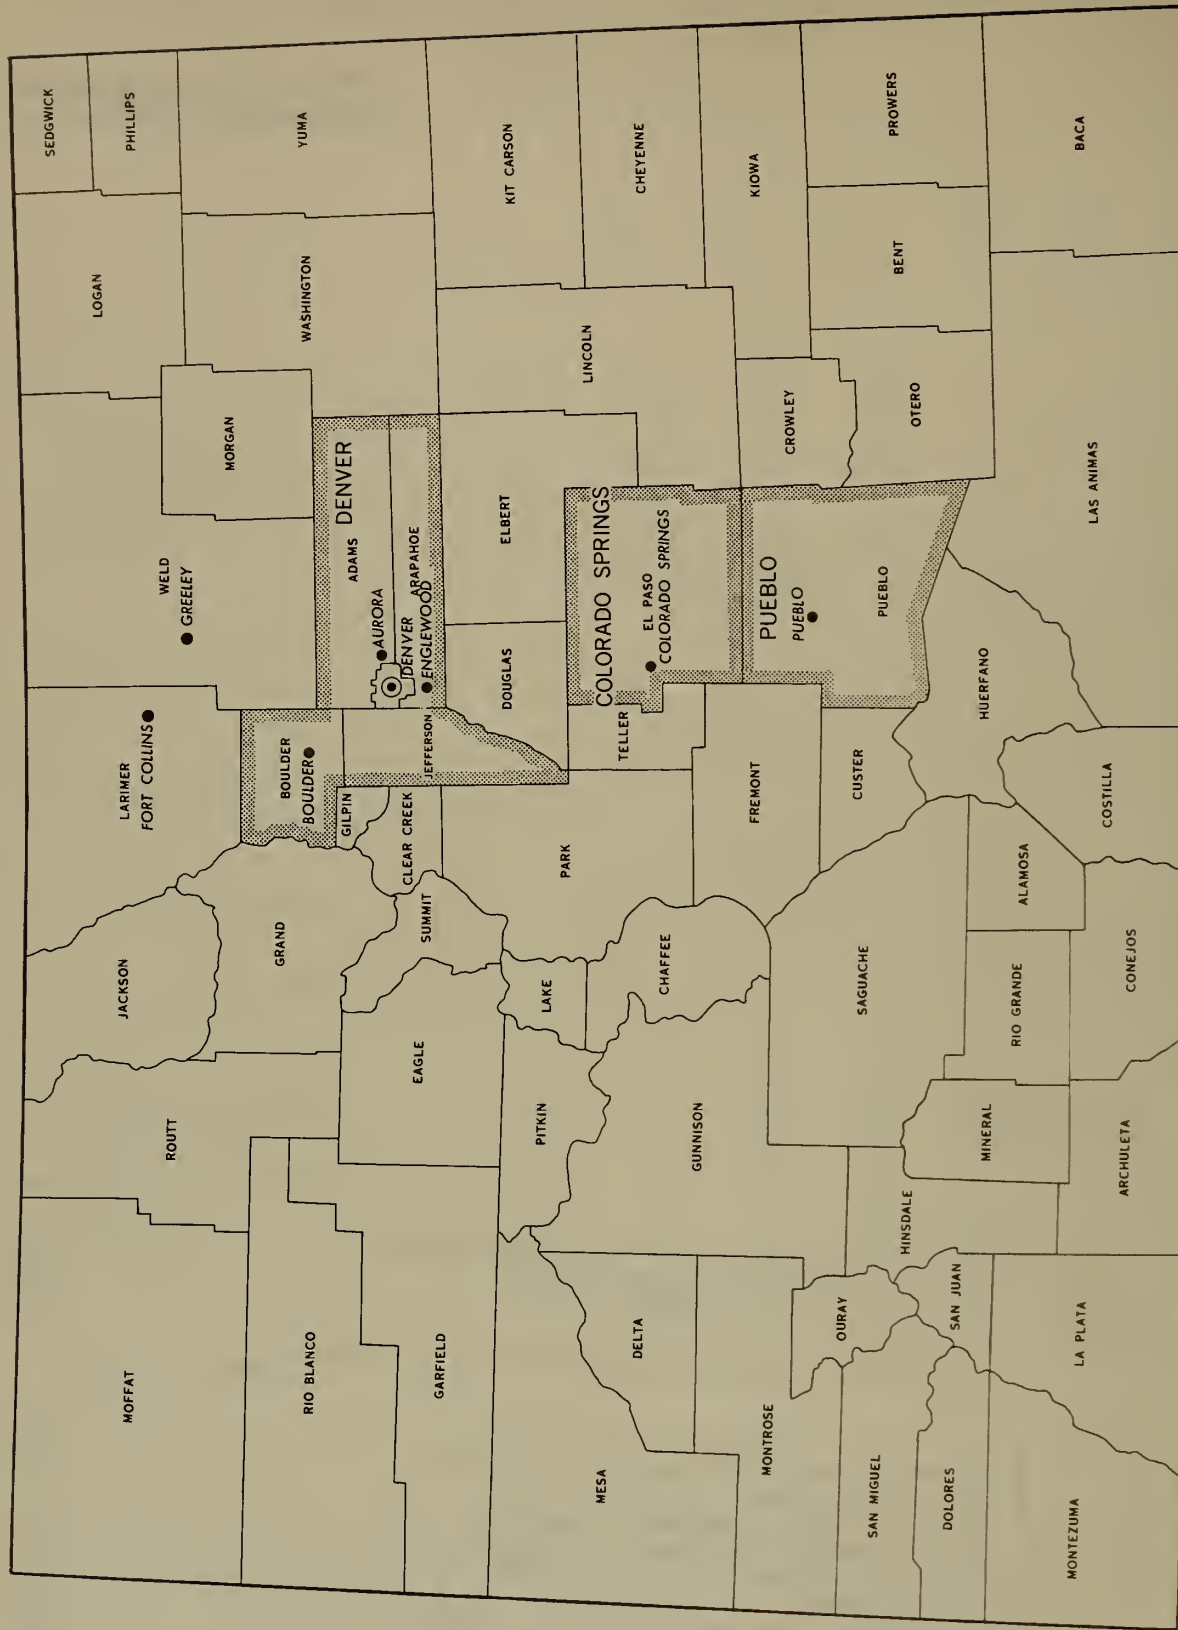 MOFFAT
ROUTT
JACKSON
LARIMER
FORT COLLINS
WELD
GREELEY
LOGAN
SEDGWICK
PHILLIPS
MORGAN
WASHINGTON
YUMA
RIO BLANCO
GRAND
BOULDER
BOULDER
GILPIN
ADAMS
DENVER
AURORA
DENVER
ARAPAHOE
ENGLEWOOD
JEFFERSON
CLEAR CREEK
GARFIELD
EAGLE
SUMMIT
DOUGLAS
ELBERT
KIT CARSON
LINCOLN
CHEYENNE
MESA
PITKIN
LAKE
PARK
TELLER
COLORADO SPRINGS
EL PASO
COLORADO SPRINGS
DELTA
GUNNISON
CHAFFEE
FREMONT
PUEBLO
PUEBLO
PUEBLO
CROWLEY
KIOWA
MONTROSE
OURAY
SAGUACHE
CUSTER
OTERO
BENT
PROWERS
SAN MIGUEL
HINSDALE
DOLORES
SAN JUAN
MINERAL
RIO GRANDE
ALAMOSA
HUERFANO
LAS ANIMAS
BACA
MONTEZUMA
LA PLATA
ARCHULETA
CONEJOS
COSTILLA